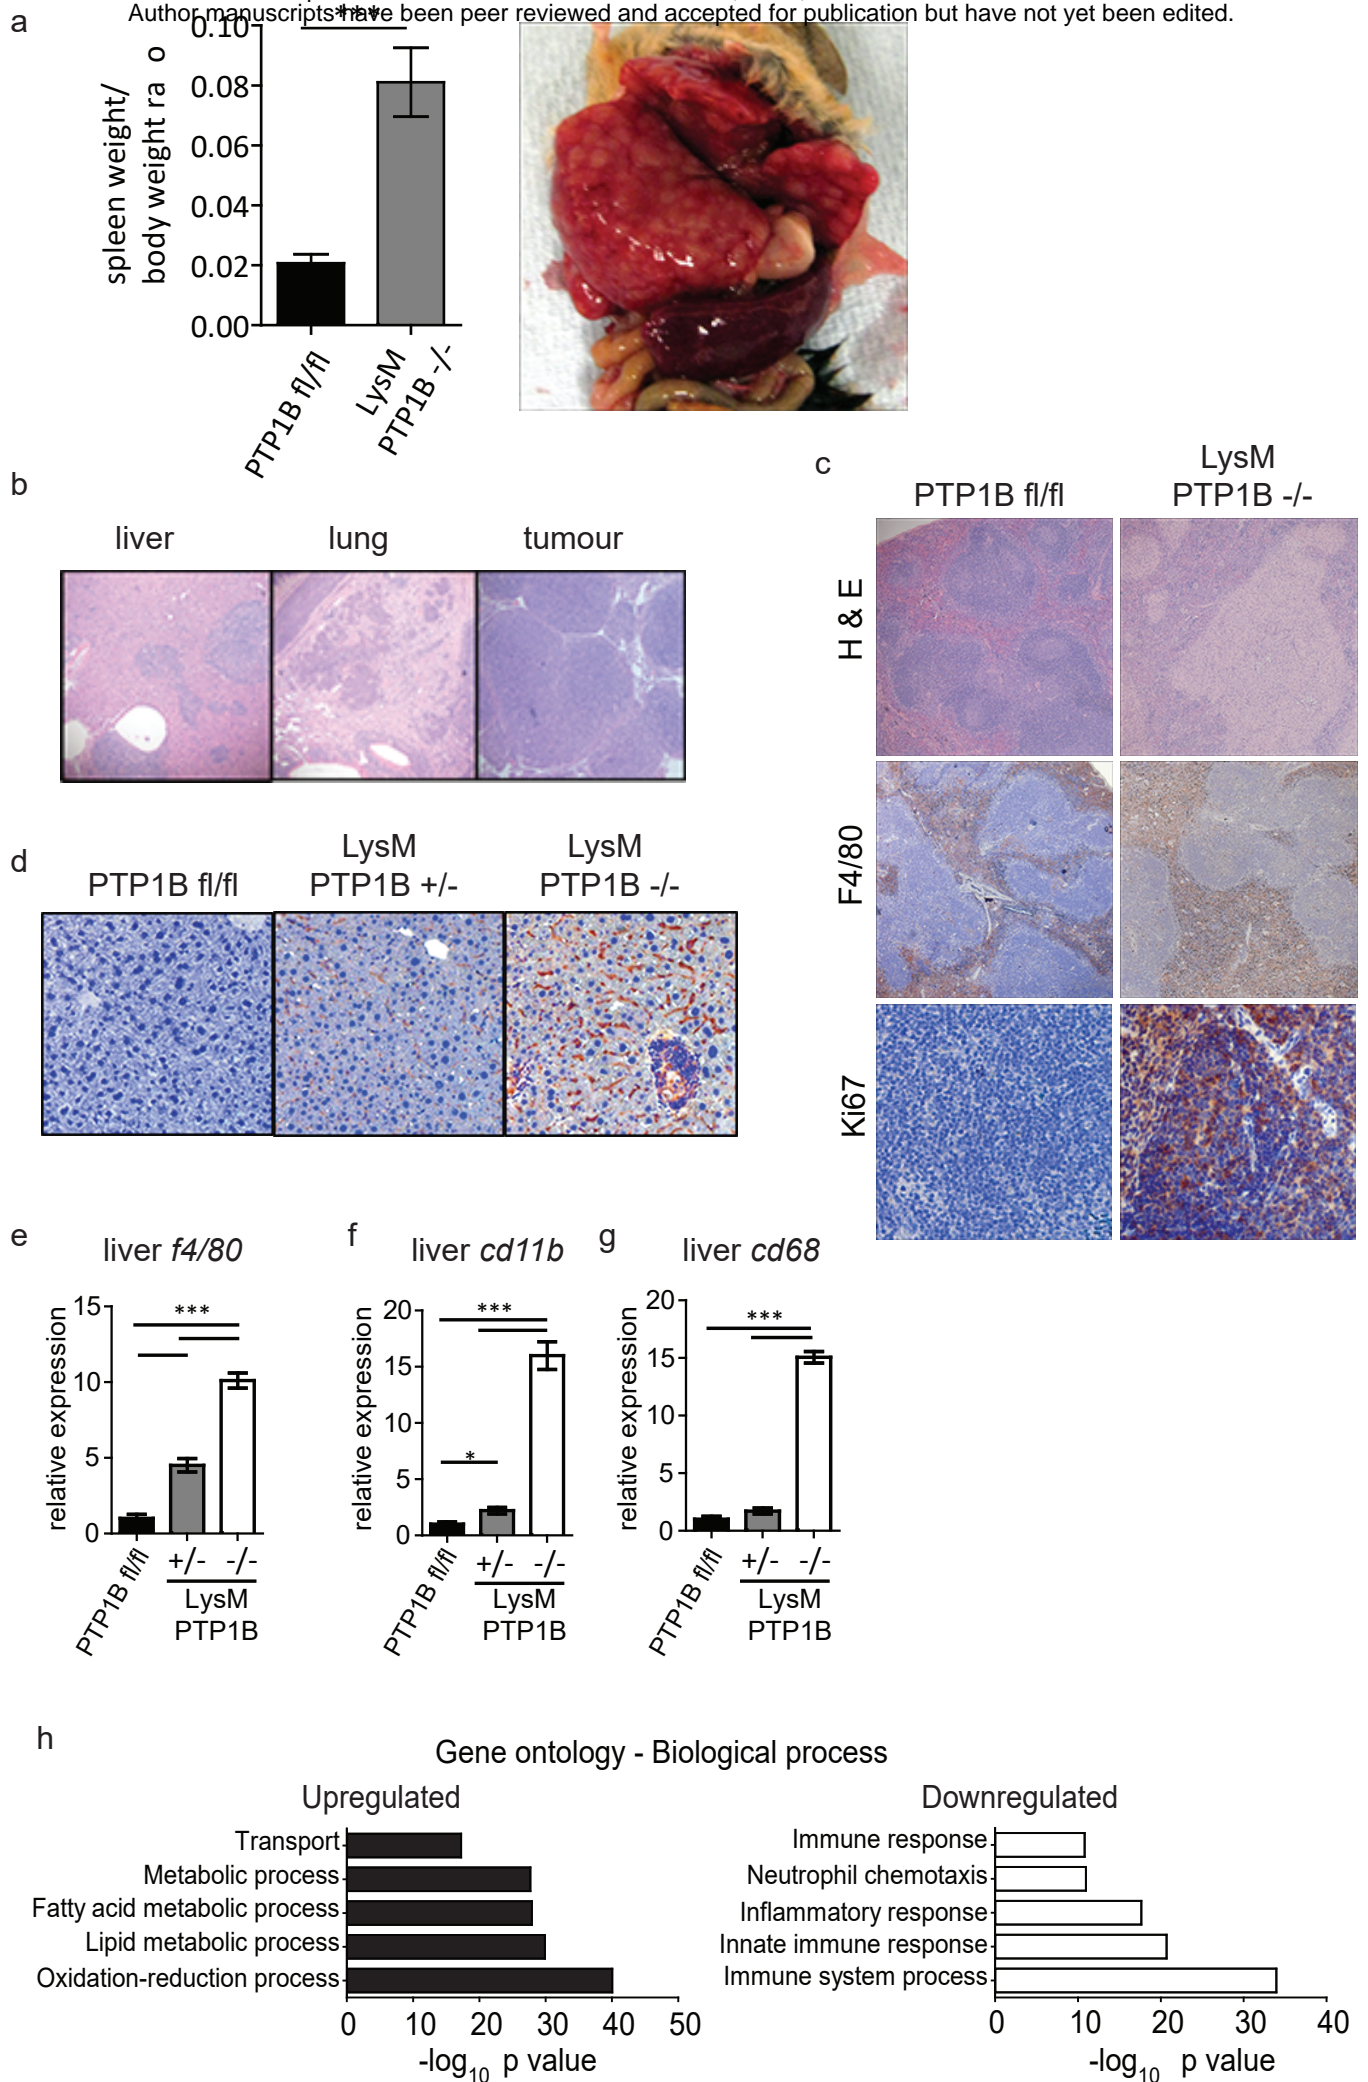 Author manuscripts have been peer reviewed and accepted for publication but have not yet been edited.
a
***
spleen weight/
body weight ra o
0.10
0.08
0.06
0.04
0.02
0.00
PTP1B fl/fl
LysM
PTP1B -/-
b
liver lung tumour
c
PTP1B fl/fl
LysM
PTP1B -/-
H & E
F4/80
Ki67
d
PTP1B fl/fl
LysM
PTP1B +/-
LysM
PTP1B -/-
e
liver f4/80
relative expression
15
10
5
0
***
PTP1B fl/fl
+/- -/-
LysM
PTP1B
f
liver cd11b
relative expression
20
15
10
5
0
***
*
PTP1B fl/fl
+/- -/-
LysM
PTP1B
g
liver cd68
relative expression
20
15
10
5
0
***
PTP1B fl/fl
+/- -/-
LysM
PTP1B
h
Gene ontology - Biological process
Upregulated
Transport
Metabolic process
Fatty acid metabolic process
Lipid metabolic process
Oxidation-reduction process
0 10 20 30 40 50
-log10 p value
Downregulated
Immune response
Neutrophil chemotaxis
Inflammatory response
Innate immune response
Immune system process
0 10 20 30 40
-log10 p value